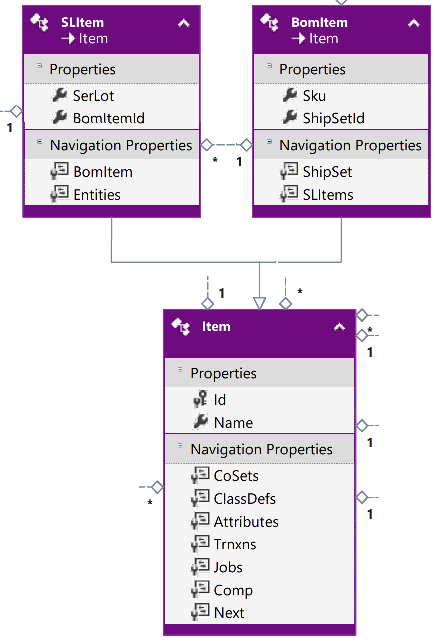 SLItem
Item
Properties
SerLot
BomItemId
Navigation Properties
BomItem
Entities
1
* 1
BomItem
Item
Properties
Sku
ShipSetId
Navigation Properties
ShipSet
SLItems
1
*
Item
Properties
Id
Name
Navigation Properties
CoSets
ClassDefs
Attributes
Trnxns
Jobs
Comp
Next
*
1
1
1
*